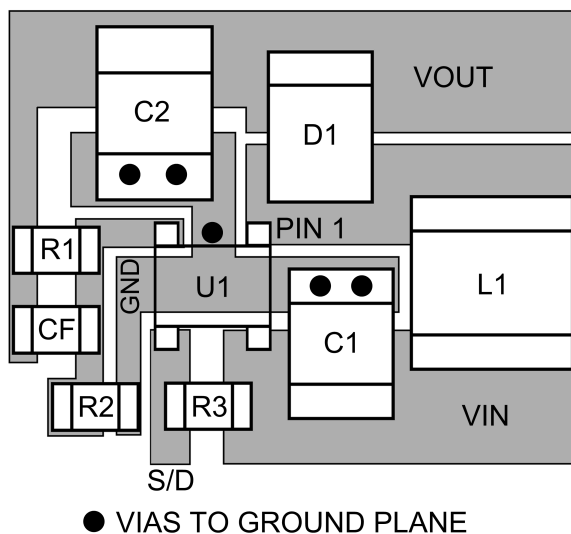 VOUT
C2
D1
PIN 1
R1
GND
U1
L1
CF
C1
R2
R3
VIN
S/D
VIAS TO GROUND PLANE